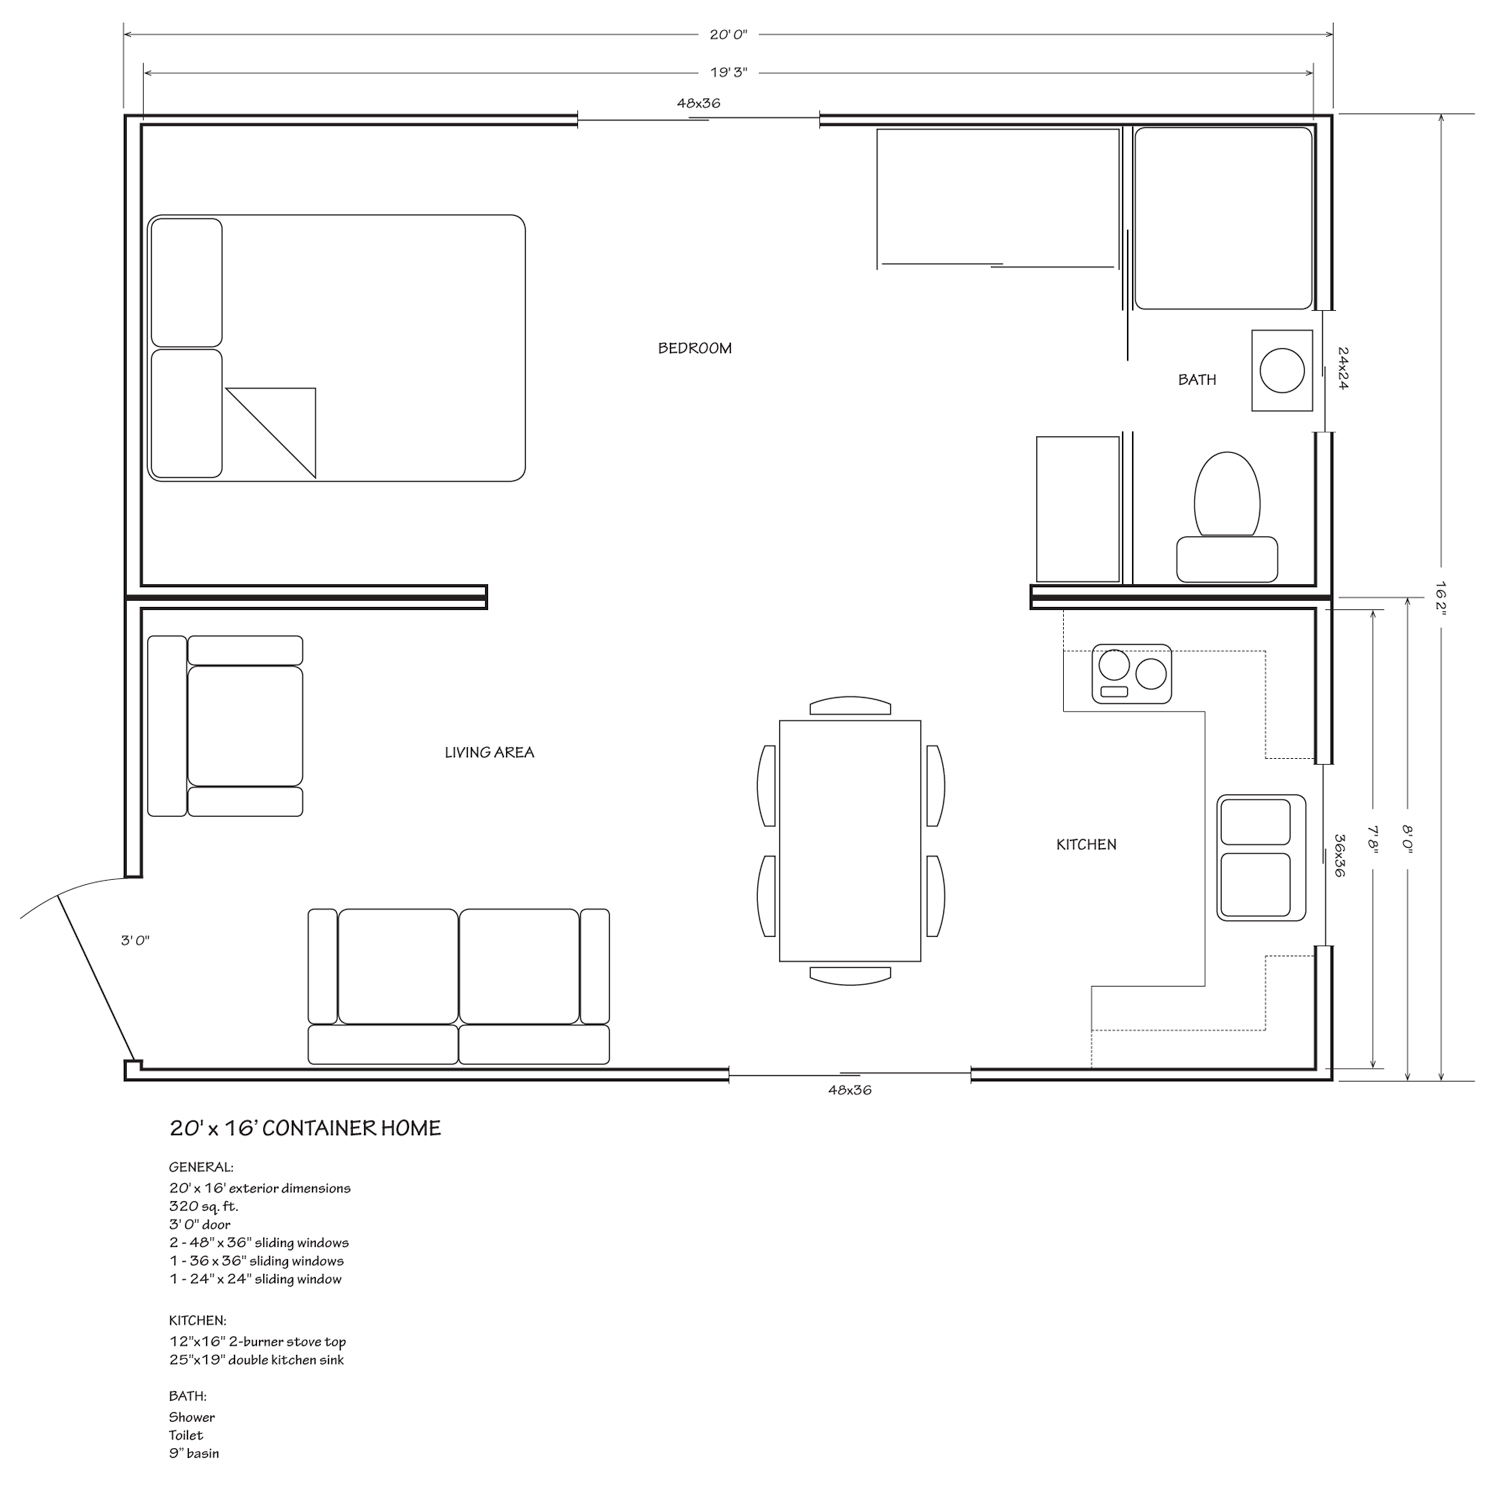 20' 0"
19' 3"
48x36
BEDROOM
BATH
24x24
16 2"
LIVING AREA
KITCHEN
36x36
7' 8"
8' 0"
3' 0"
48x36
20' x 16' CONTAINER HOME
GENERAL:
20' x 16' exterior dimensions
320 sq. ft.
3' 0" door
2 - 48" x 36" sliding windows
1 - 36 x 36" sliding windows
1 - 24" x 24" sliding window
KITCHEN:
12"x16" 2-burner stove top
25"x19" double kitchen sink
BATH:
Shower
Toilet
9" basin